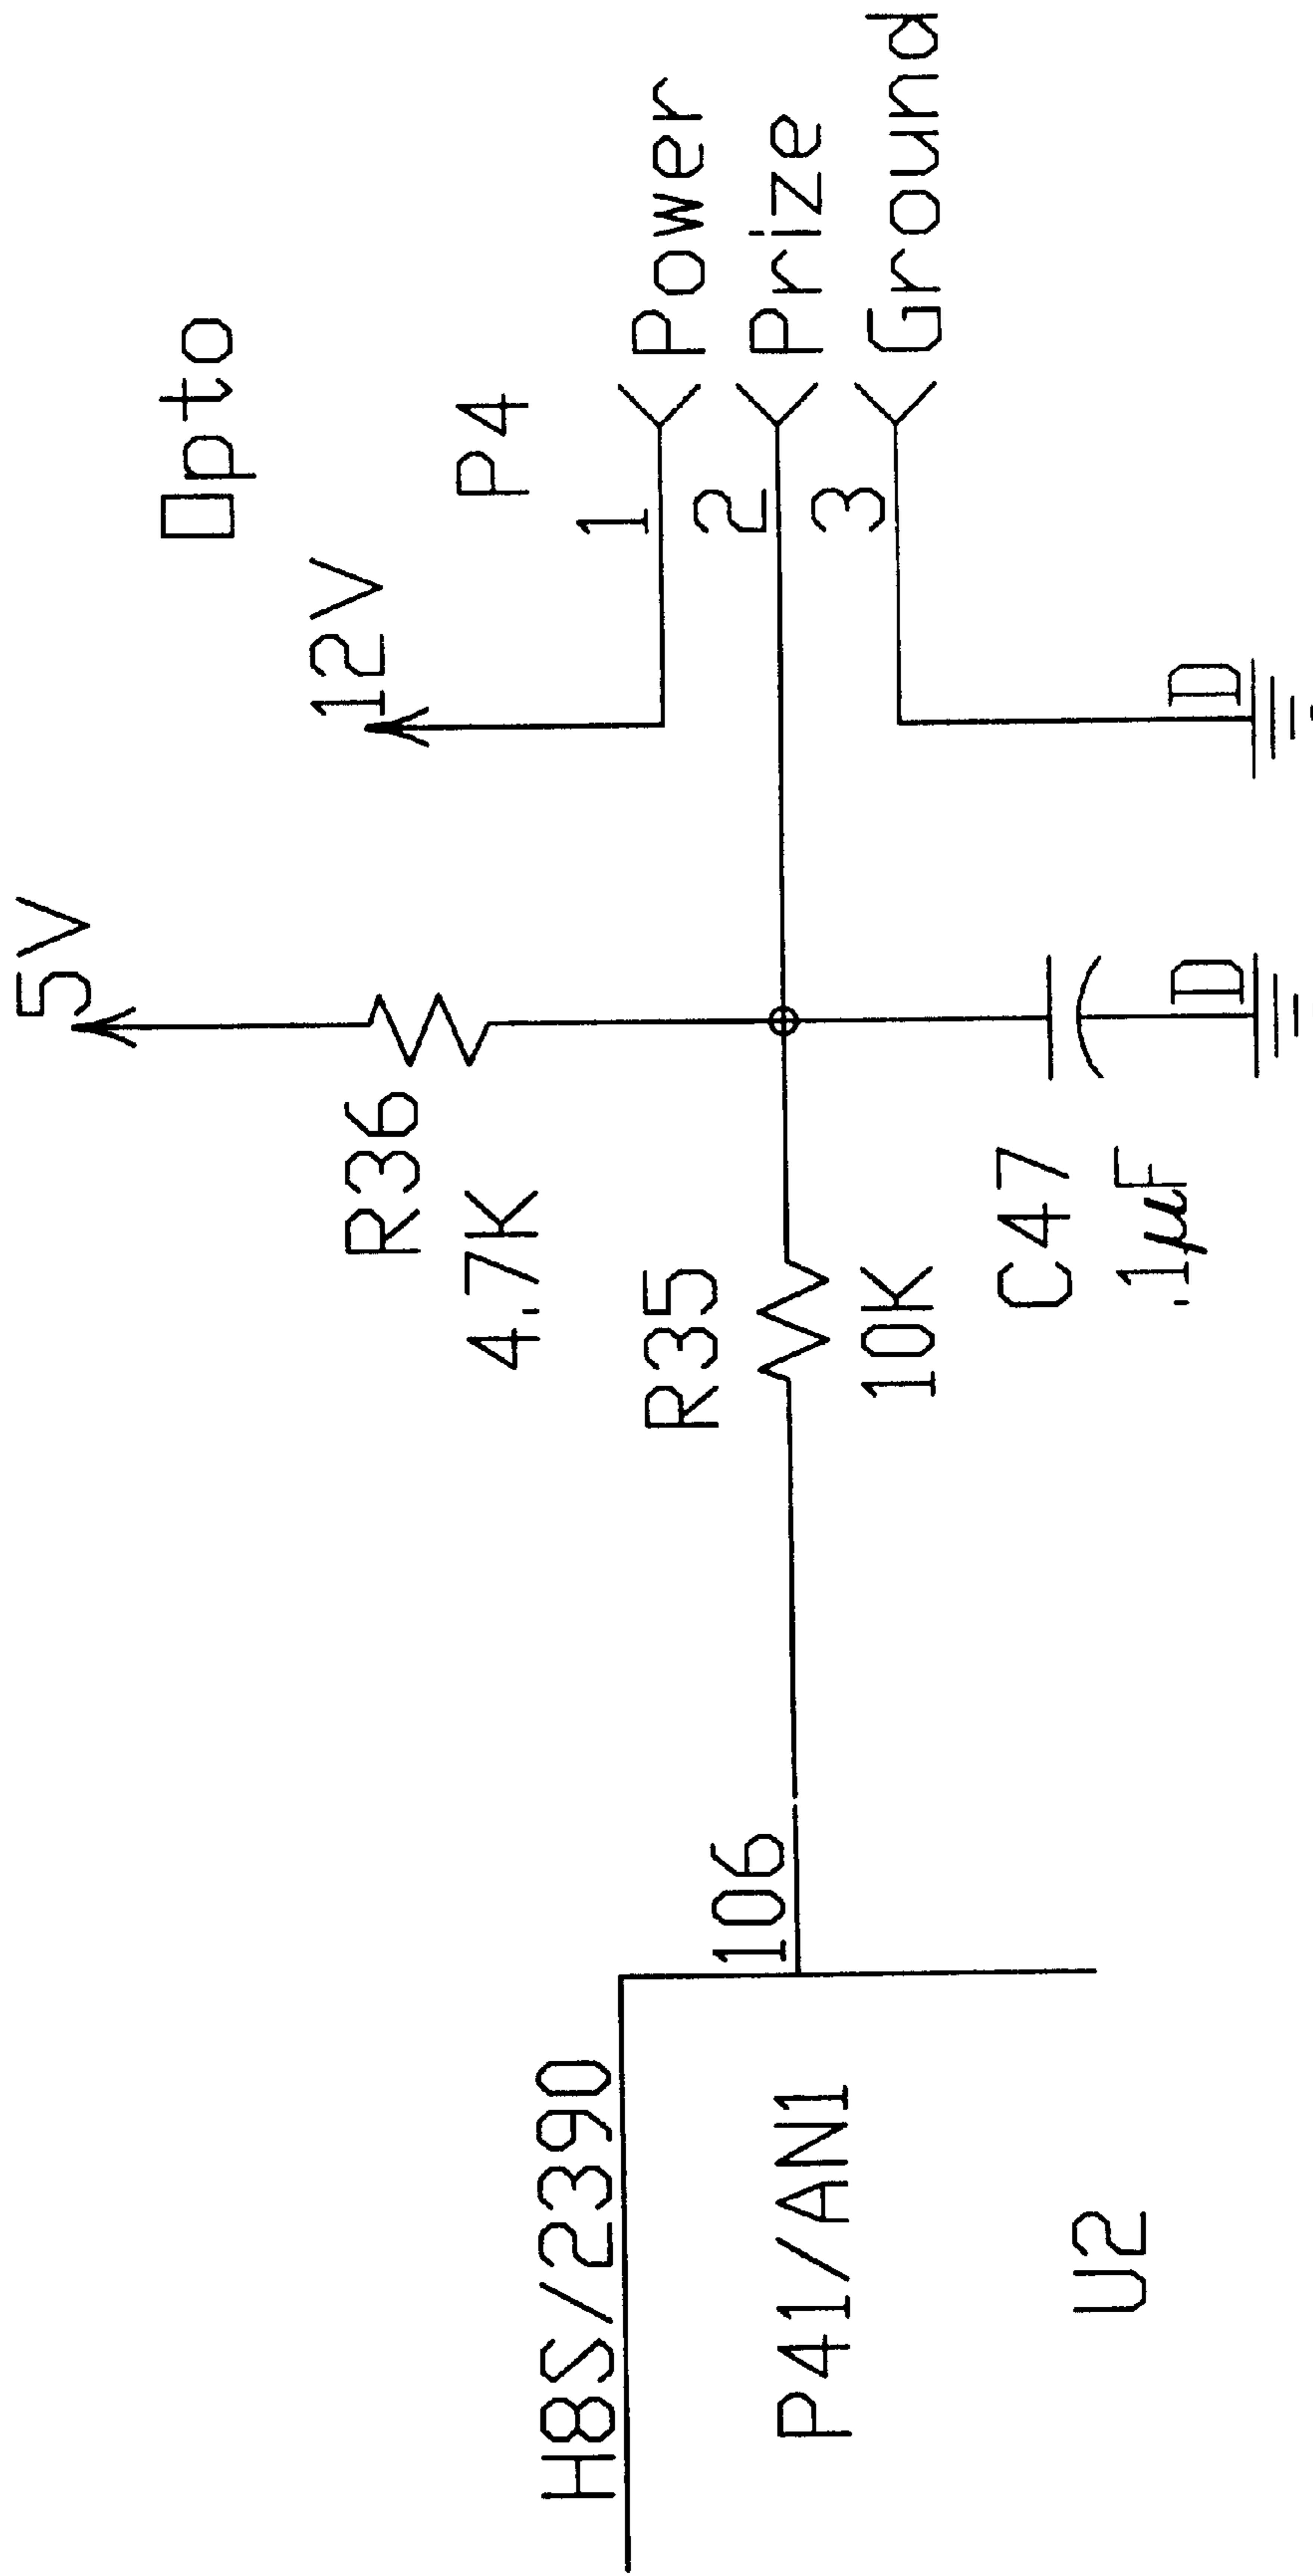 5V
Opto
12V
P4
R36
4.7K
1
Power
2
Prize
3
Ground
H8S/2390
106
R35
10K
P41/AN1
C47
.1µF
D
D
U2